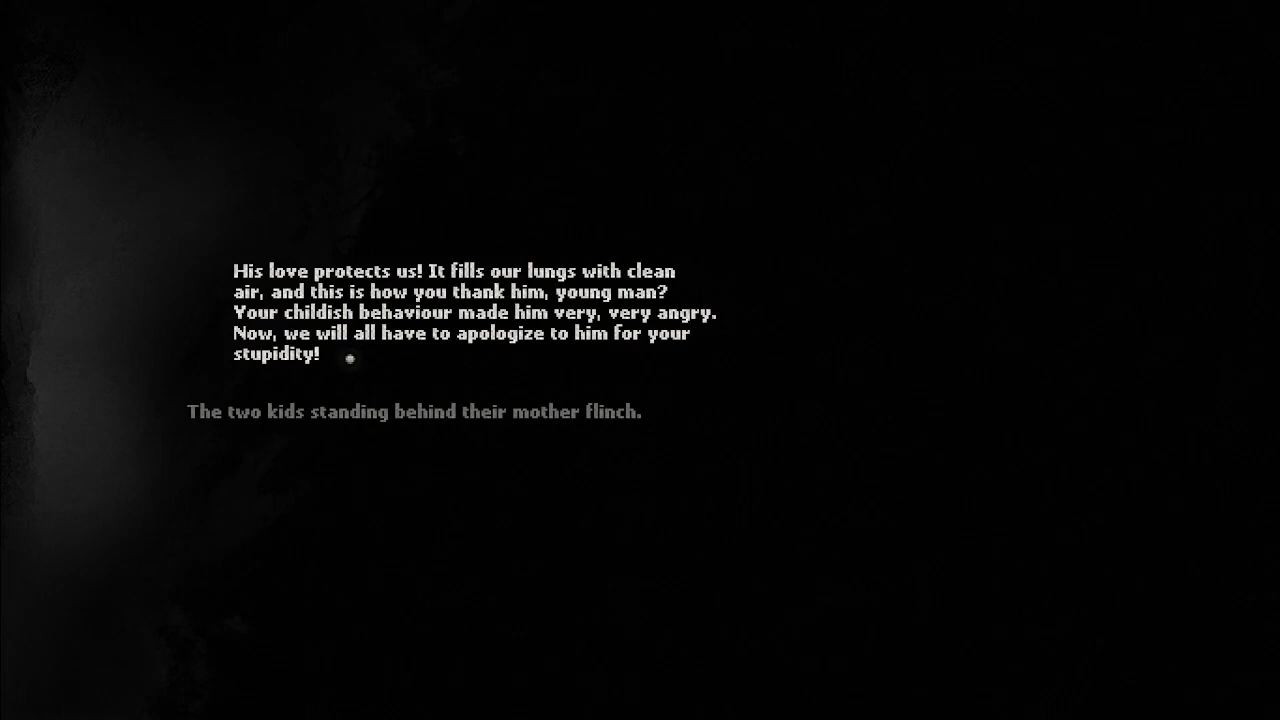 His love protects us! It fills our lungs with clean
air, and this is how you thank him, young man?
Your childish behaviour made him very, very angry.
Now, we will all have to apologize to him for your
stupidity!
The two kids standing behind their mother flinch.